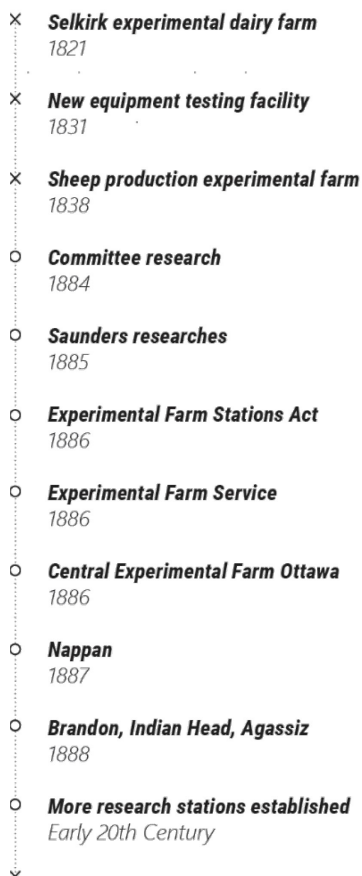 Selkirk experimental dairy farm
1821
New equipment testing facility
1831
Sheep production experimental farm
1838
Committee research
1884
Saunders researches
1885
Experimental Farm Stations Act
1886
Experimental Farm Service
1886
Central Experimental Farm Ottawa
1886
Nappan
1887
Brandon, Indian Head, Agassiz
1888
More research stations established
Early 20th Century